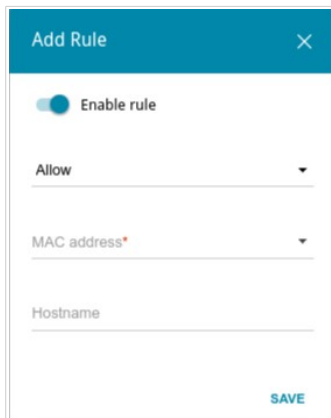 Add Rule
Enable rule
Allow
MAC address*
Hostname
SAVE